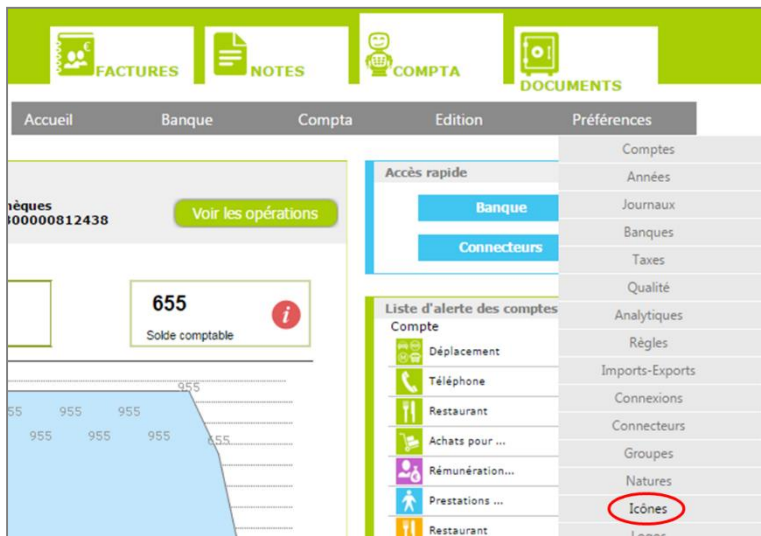 FACTURES
NOTES
COMPTA
DOCUMENTS
Accueil Banque Compta Edition Préférences
Comptes
Années
Journaux
Banques
Taxes
Qualité
Analytiques
Règles
Imports-Exports
Connexions
Connecteurs
Groupes
Natures
Icônes
Logos
Voir les opérations
655
Solde comptable
955
955 955 955
955 955 955 655
Accès rapide
Banque
Connecteurs
Liste d'alerte des comptes
Compte
Déplacement
Téléphone
Restaurant
Achats pour ...
Rémunération...
Prestations ...
Restaurant